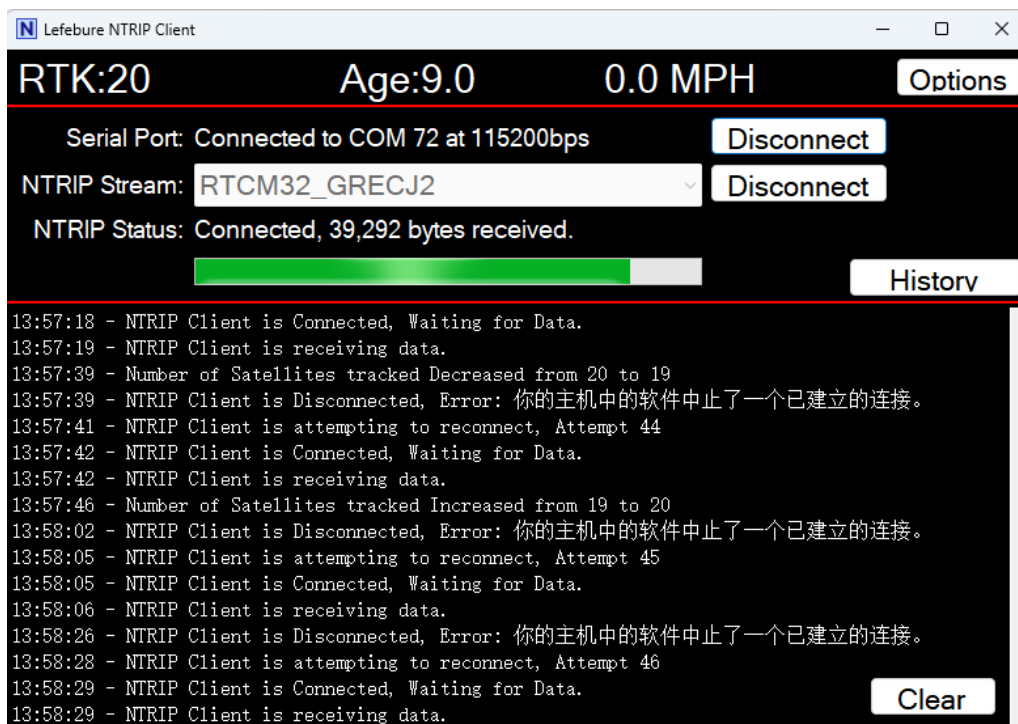 N Lefebure NTRIP Client
RTK:20 Age:9.0 0.0 MPH Options
Serial Port: Connected to COM 72 at 115200bps Disconnect
NTRIP Stream: RTCM32_GRECJ2 Disconnect
NTRIP Status: Connected, 39,292 bytes received.
History
13:57:18 - NTRIP Client is Connected, Waiting for Data.
13:57:19 - NTRIP Client is receiving data.
13:57:39 - Number of Satellites tracked Decreased from 20 to 19
13:57:39 - NTRIP Client is Disconnected, Error: 你的主机中的软件中止了一个已建立的连接。
13:57:41 - NTRIP Client is attempting to reconnect, Attempt 44
13:57:42 - NTRIP Client is Connected, Waiting for Data.
13:57:42 - NTRIP Client is receiving data.
13:57:46 - Number of Satellites tracked Increased from 19 to 20
13:58:02 - NTRIP Client is Disconnected, Error: 你的主机中的软件中止了一个已建立的连接。
13:58:05 - NTRIP Client is attempting to reconnect, Attempt 45
13:58:05 - NTRIP Client is Connected, Waiting for Data.
13:58:06 - NTRIP Client is receiving data.
13:58:26 - NTRIP Client is Disconnected, Error: 你的主机中的软件中止了一个已建立的连接。
13:58:28 - NTRIP Client is attempting to reconnect, Attempt 46
13:58:29 - NTRIP Client is Connected, Waiting for Data.
13:58:29 - NTRIP Client is receiving data.
Clear